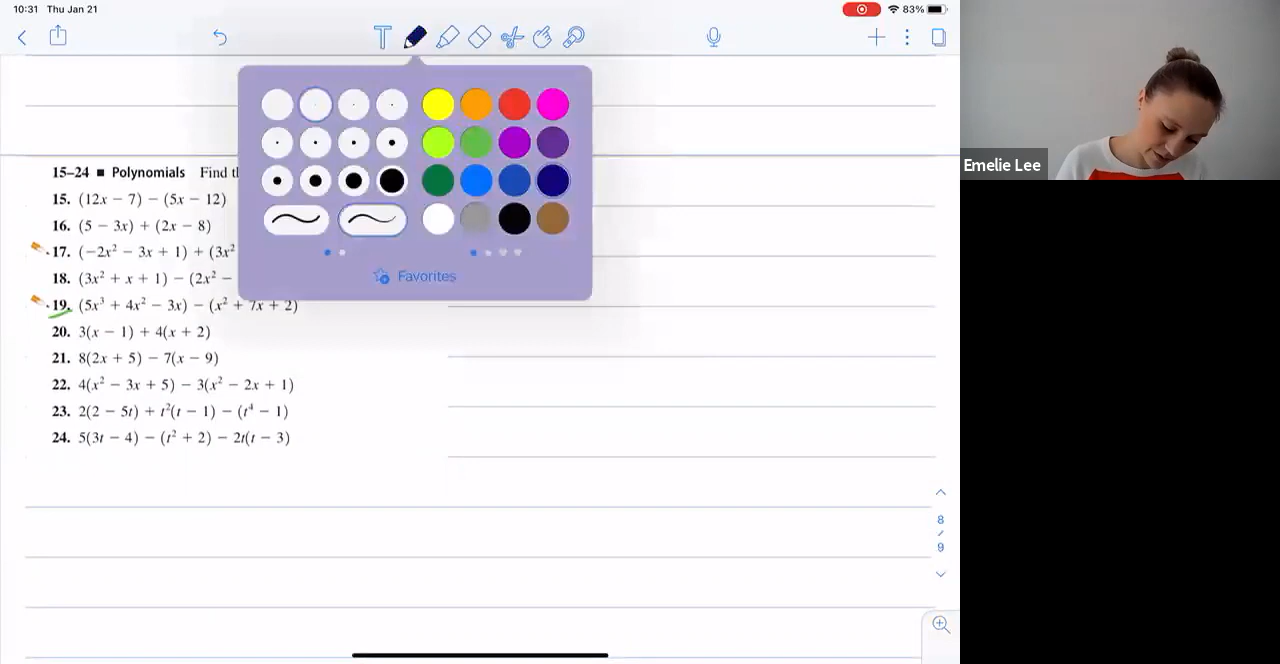 10:31 Thu Jan 21
83%
T
15–24 ■ Polynomials Find t
15. (12x − 7) − (5x − 12)
16. (5 − 3x) + (2x − 8)
17. (−2x² − 3x + 1) + (3x²
18. (3x² + x + 1) − (2x² −
19. (5x³ + 4x² − 3x) − (x² + 7x + 2)
20. 3(x − 1) + 4(x + 2)
21. 8(2x + 5) − 7(x − 9)
22. 4(x² − 3x + 5) − 3(x² − 2x + 1)
23. 2(2 − 5t) + t²(t − 1) − (t⁴ − 1)
24. 5(3t − 4) − (t² + 2) − 2t(t − 3)
Favorites
8
/
9
Emelie Lee